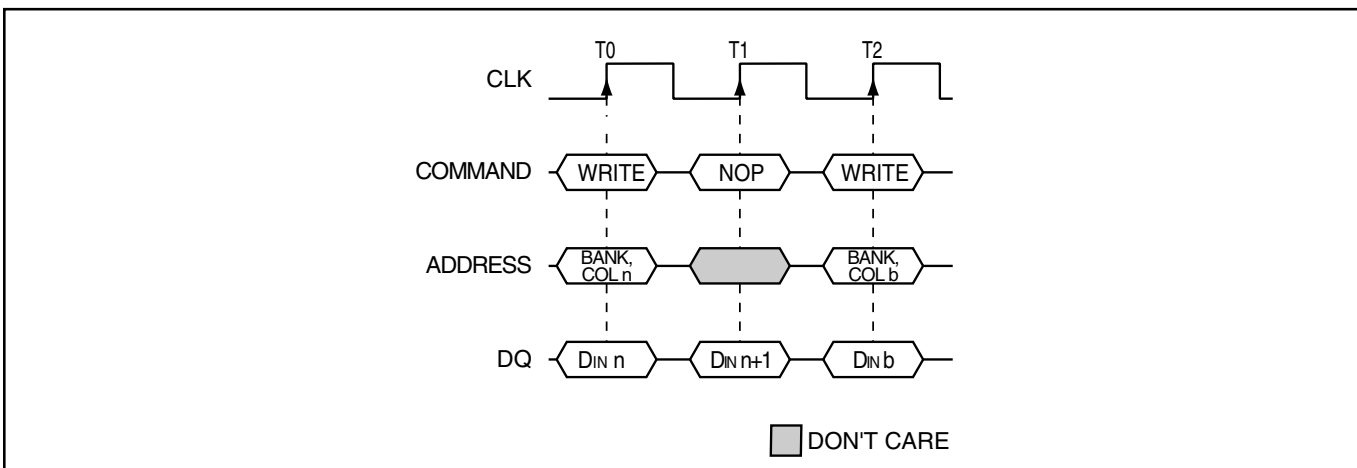 T0 T1 T2
CLK
COMMAND WRITE NOP WRITE
ADDRESS BANK, COL n BANK, COL b
DQ DIN n DIN n+1 DIN b
DON'T CARE